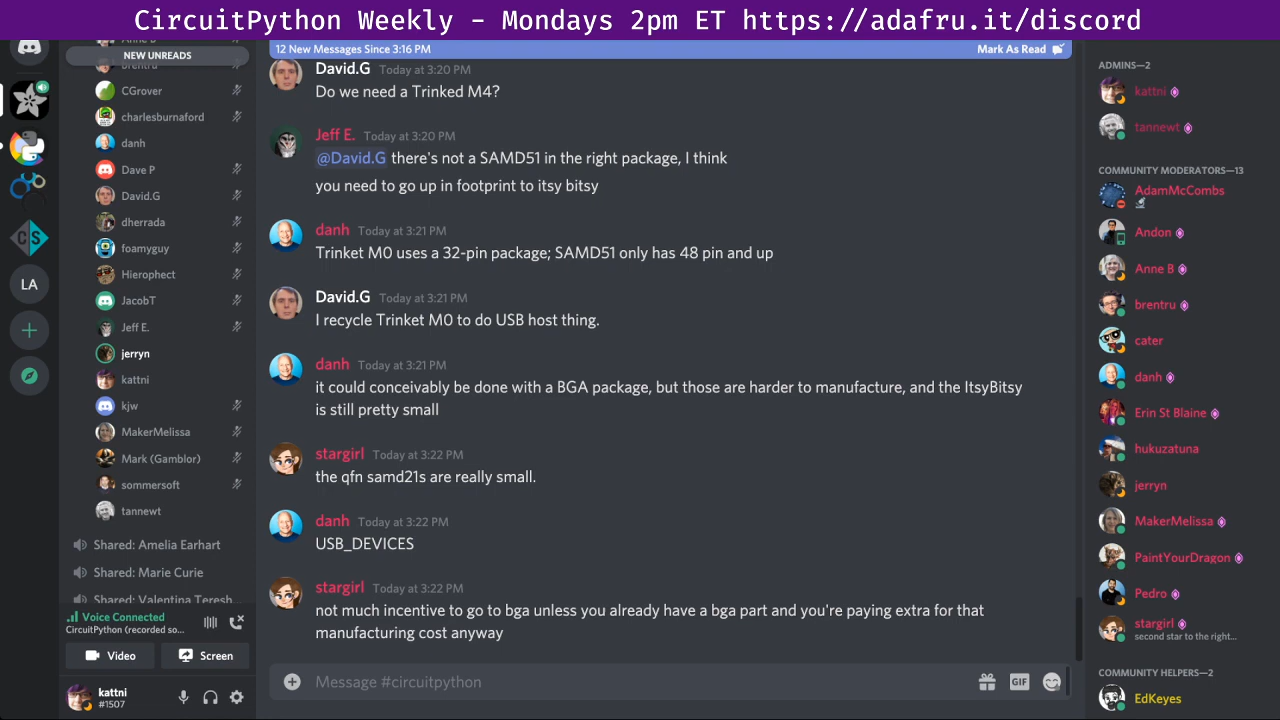 CircuitPython Weekly - Mondays 2pm ET https://adafru.it/discord
NEW UNREADS
brentru
CGrover
charlesburnaford
danh
Dave P
David.G
dherrada
foamyguy
Hierophect
JacobT
Jeff E.
jerryn
kattni
kjw
MakerMelissa
Mark (Gamblor)
sommersoft
tannewt
Shared: Amelia Earhart
Shared: Marie Curie
Shared: Valentina Teresh
Voice Connected
CircuitPython (recorded so...
Video
Screen
kattni
#1507
LA
CS
12 New Messages Since 3:16 PM
Mark As Read
David.G Today at 3:20 PM
Do we need a Trinked M4?
Jeff E. Today at 3:20 PM
@David.G there's not a SAMD51 in the right package, I think
you need to go up in footprint to itsy bitsy
danh Today at 3:21 PM
Trinket M0 uses a 32-pin package; SAMD51 only has 48 pin and up
David.G Today at 3:21 PM
I recycle Trinket M0 to do USB host thing.
danh Today at 3:21 PM
it could conceivably be done with a BGA package, but those are harder to manufacture, and the ItsyBitsy
is still pretty small
stargirl Today at 3:22 PM
the qfn samd21s are really small.
danh Today at 3:22 PM
USB_DEVICES
stargirl Today at 3:22 PM
not much incentive to go to bga unless you already have a bga part and you're paying extra for that
manufacturing cost anyway
Message #circuitpython
GIF
ADMINS—2
kattni
tannewt
COMMUNITY MODERATORS—13
AdamMcCombs
Andon
Anne B
brentru
cater
danh
Erin St Blaine
hukuzatuna
jerryn
MakerMelissa
PaintYourDragon
Pedro
stargirl
second star to the right...
COMMUNITY HELPERS—2
EdKeyes